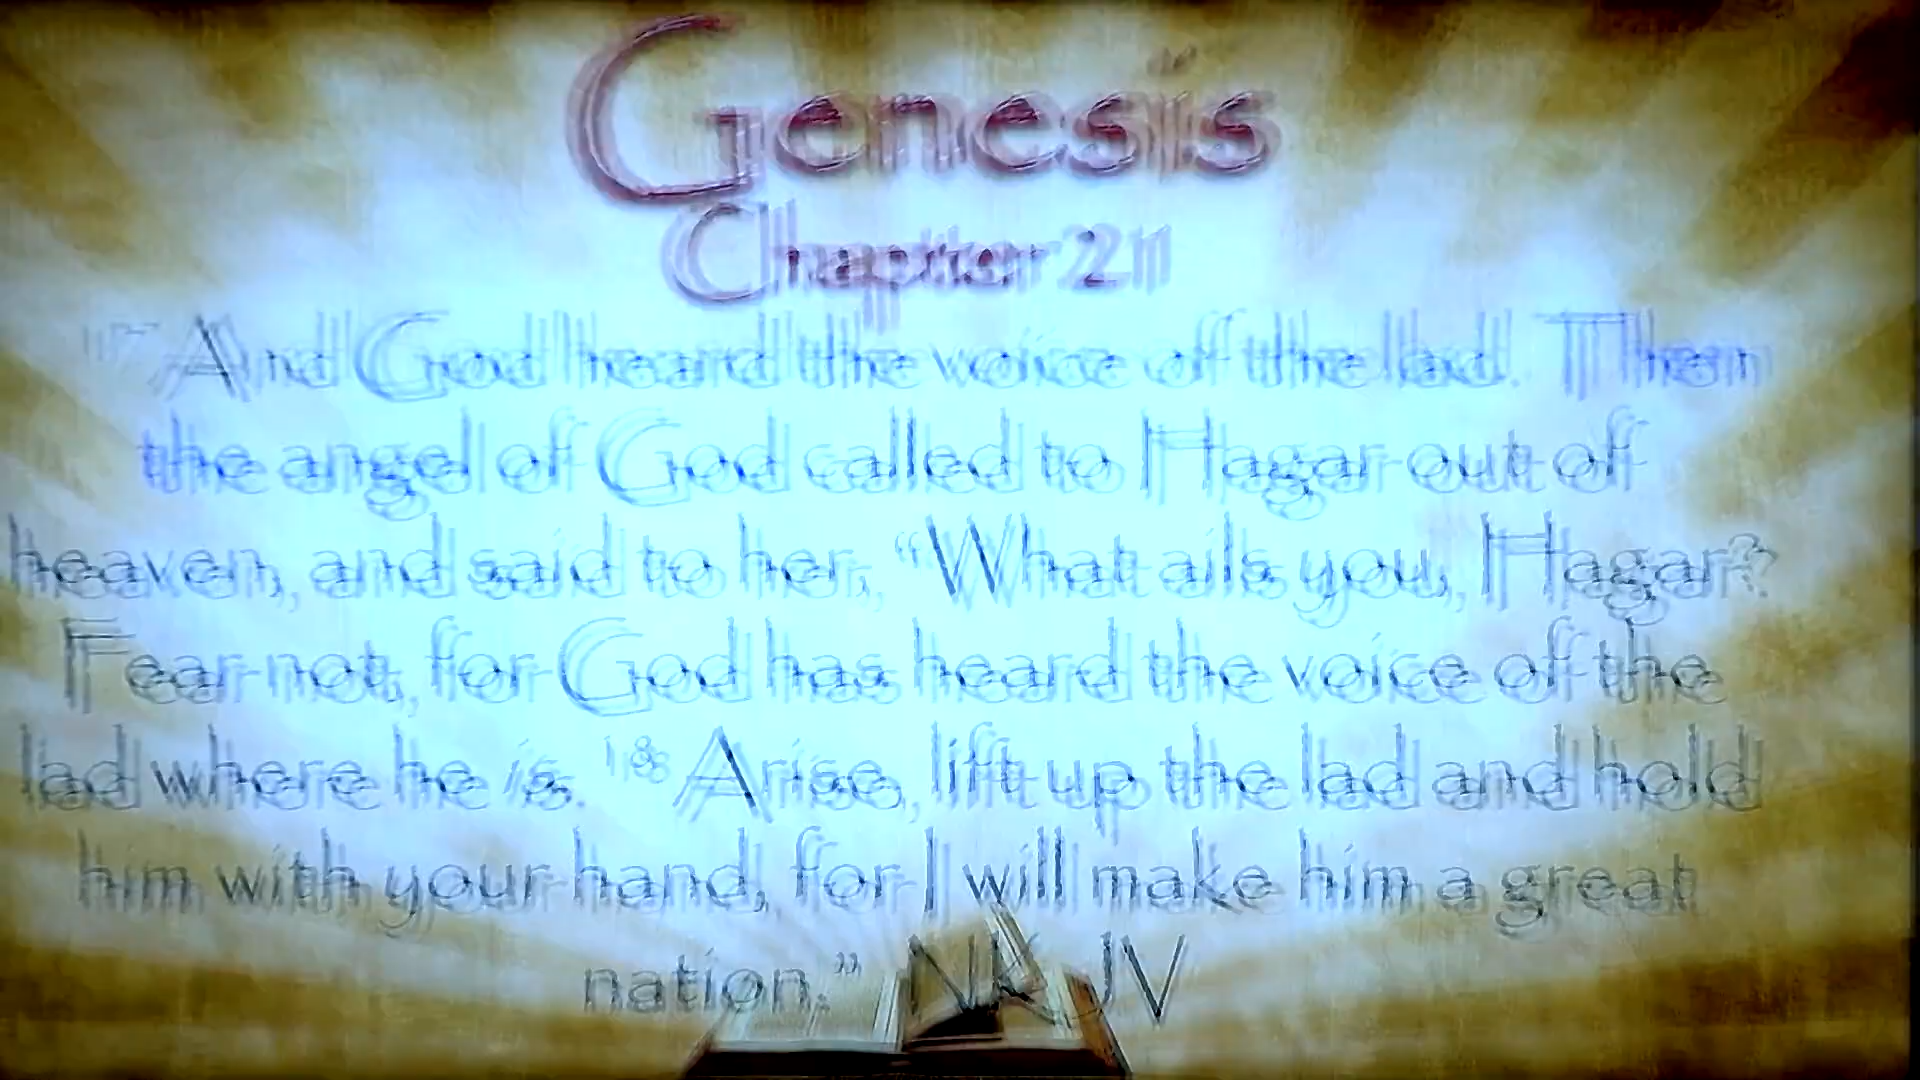 Genesis
Chapter 21
17 And God heard the voice of the lad. Then
the angel of God called to Hagar out of
heaven, and said to her, “What ails you, Hagar?
Fear not, for God has heard the voice of the
lad where he is. 18 Arise, lift up the lad and hold
him with your hand, for I will make him a great
nation.” NKJV